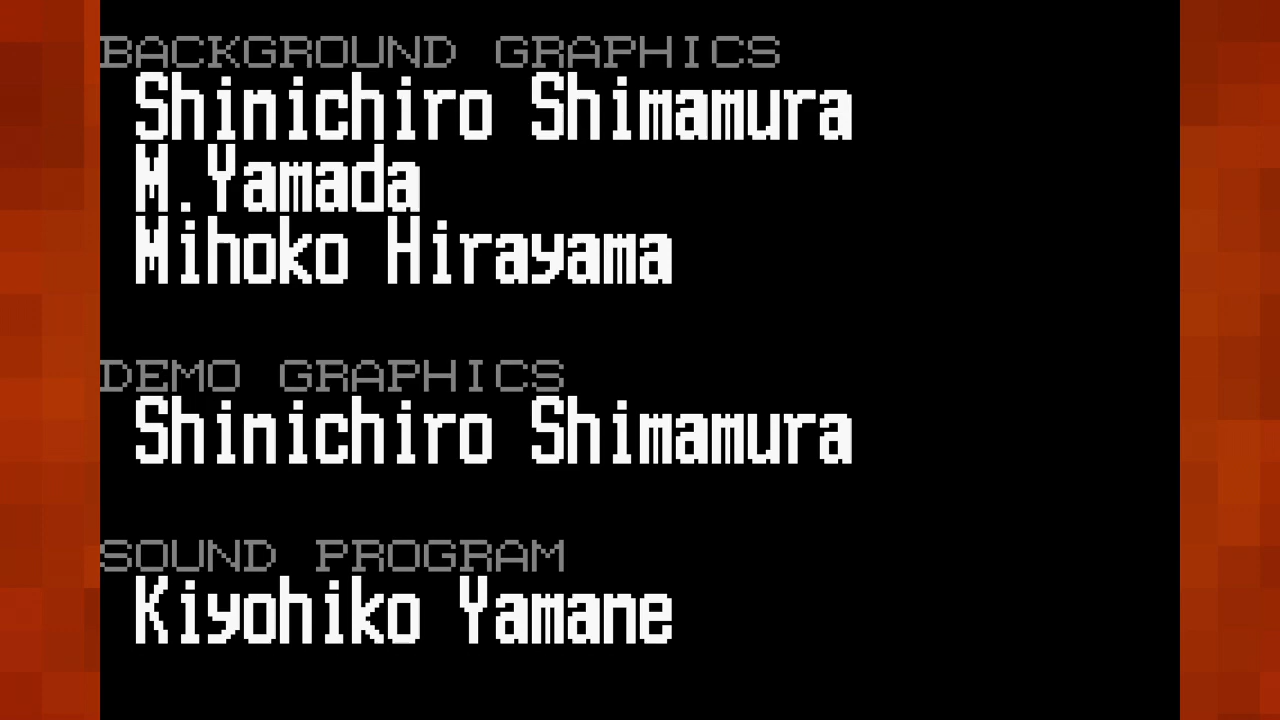 BACKGROUND GRAPHICS
Shinichiro Shimamura
M.Yamada
Mihoko Hirayama
DEMO GRAPHICS
Shinichiro Shimamura
SOUND PROGRAM
Kiyohiko Yamane